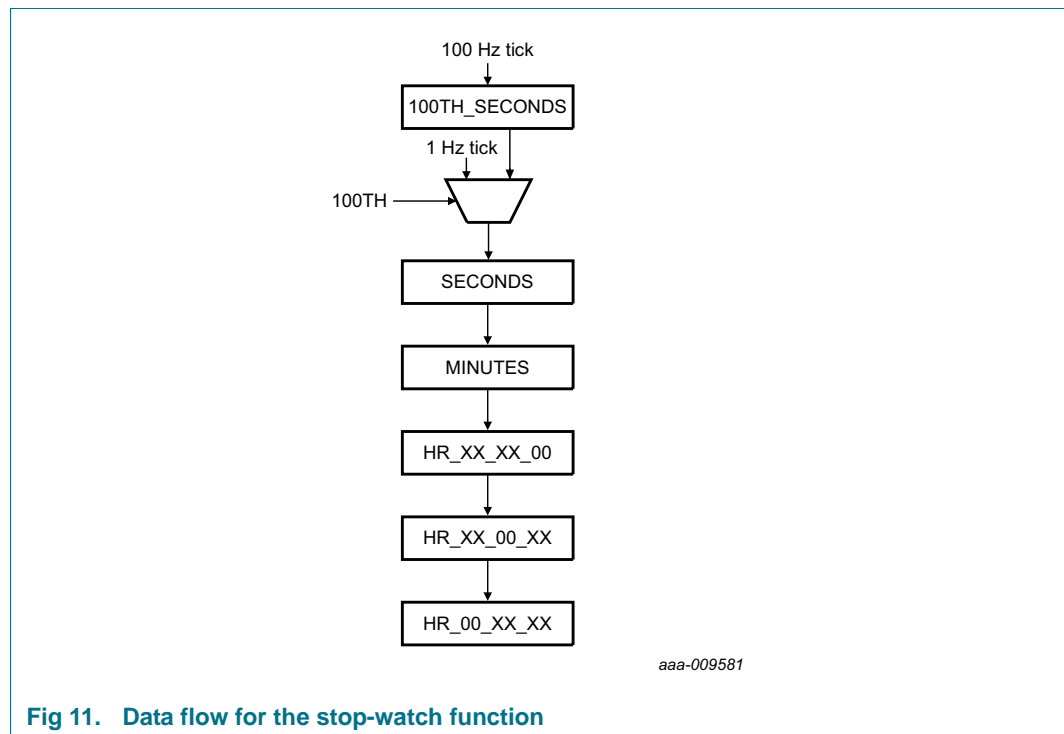 100 Hz tick
100TH_SECONDS
1 Hz tick
100TH
SECONDS
MINUTES
HR_XX_XX_00
HR_XX_00_XX
HR_00_XX_XX
aaa-009581
Fig 11. Data flow for the stop-watch function